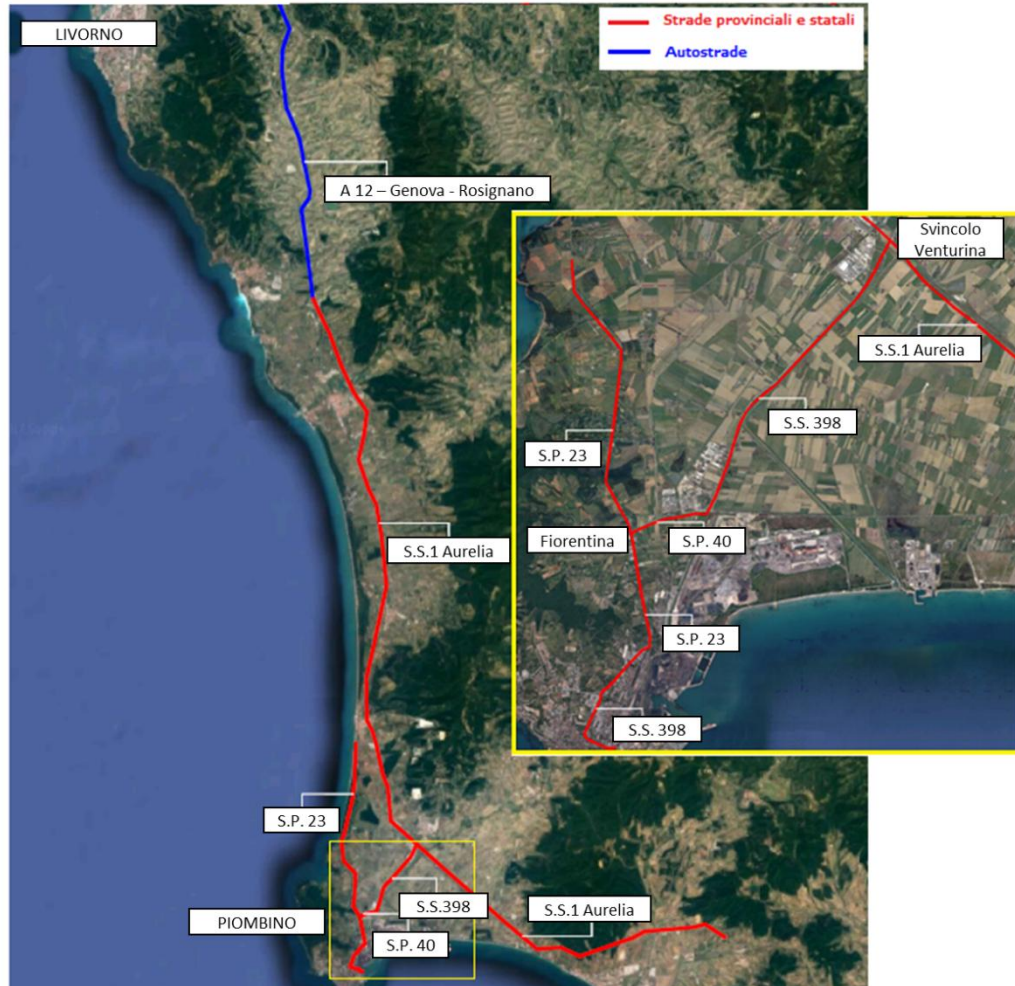 LIVORNO
Strade provinciali e statali
Autostrade
A 12 – Genova - Rosignano
Svincolo
Venturina
S.S.1 Aurelia
S.S. 398
S.P. 23
Fiorentina
S.P. 40
S.P. 23
S.S. 398
S.S.1 Aurelia
S.P. 23
S.S.398
PIOMBINO
S.P. 40
S.S.1 Aurelia